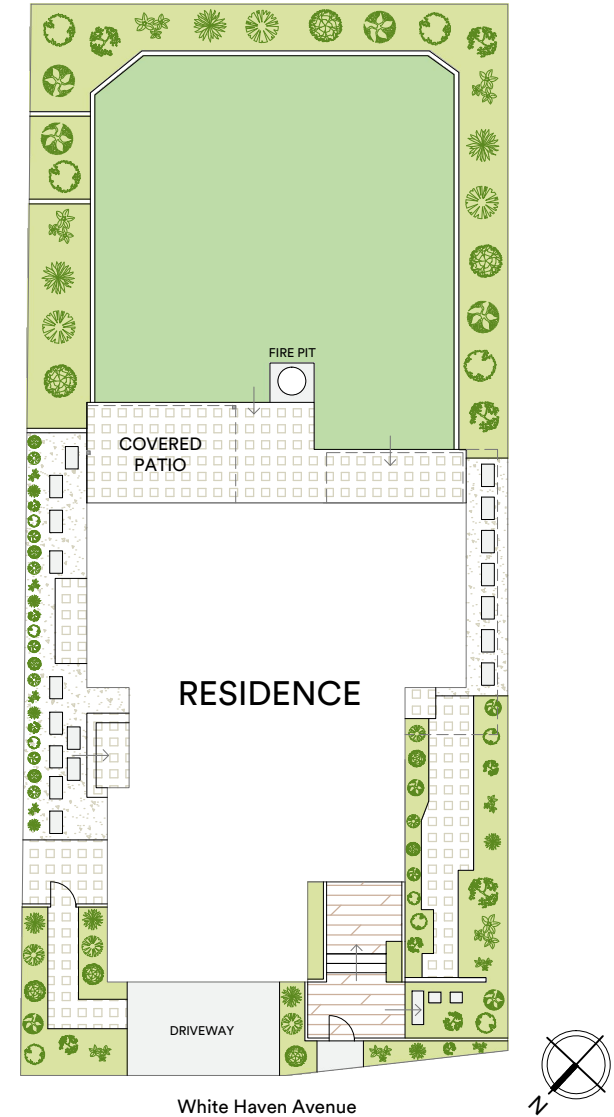 FIRE PIT
COVERED
PATIO
RESIDENCE
DRIVEWAY
N
White Haven Avenue